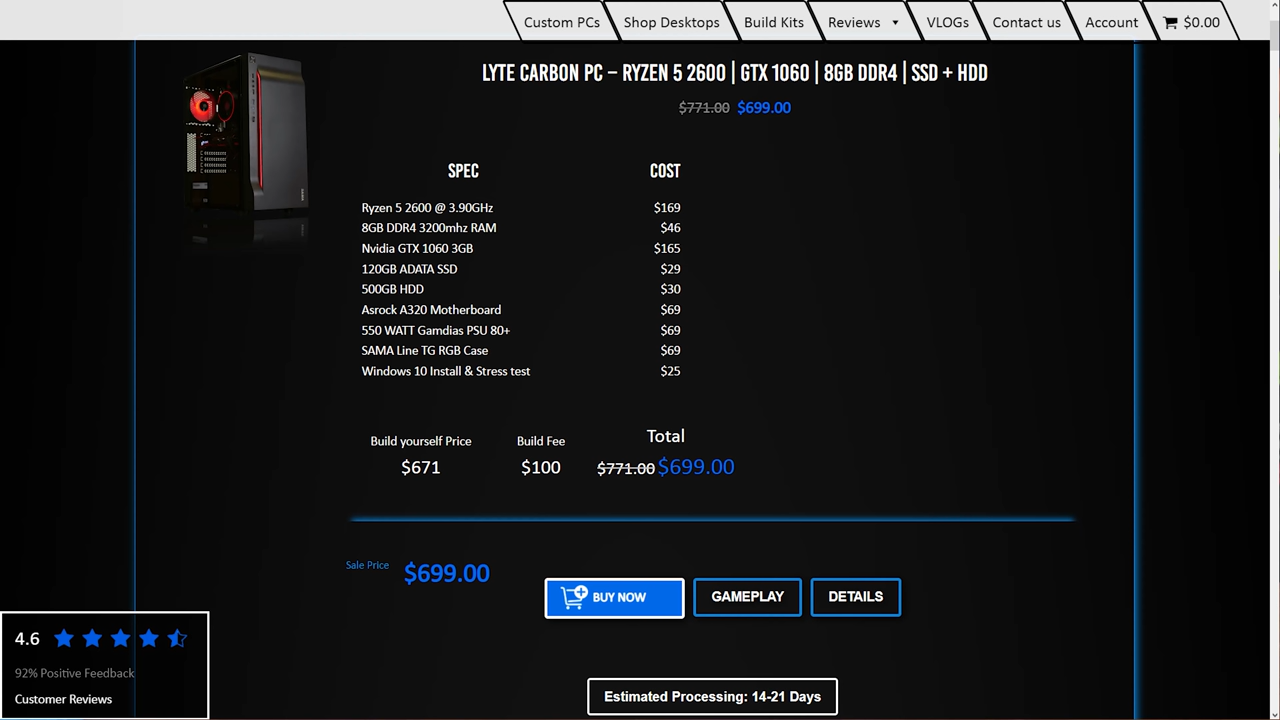 Custom PCs Shop Desktops Build Kits Reviews ▾ VLOGs Contact us Account $0.00
LYTE CARBON PC – RYZEN 5 2600 | GTX 1060 | 8GB DDR4 | SSD + HDD
$771.00 $699.00
SPEC COST
Ryzen 5 2600 @ 3.90GHz $169
8GB DDR4 3200mhz RAM $46
Nvidia GTX 1060 3GB $165
120GB ADATA SSD $29
500GB HDD $30
Asrock A320 Motherboard $69
550 WATT Gamdias PSU 80+ $69
SAMA Line TG RGB Case $69
Windows 10 Install & Stress test $25
Build yourself Price Build Fee Total
$671 $100 $771.00 $699.00
Sale Price $699.00
BUY NOW GAMEPLAY DETAILS
4.6
92% Positive Feedback
Customer Reviews
Estimated Processing: 14-21 Days